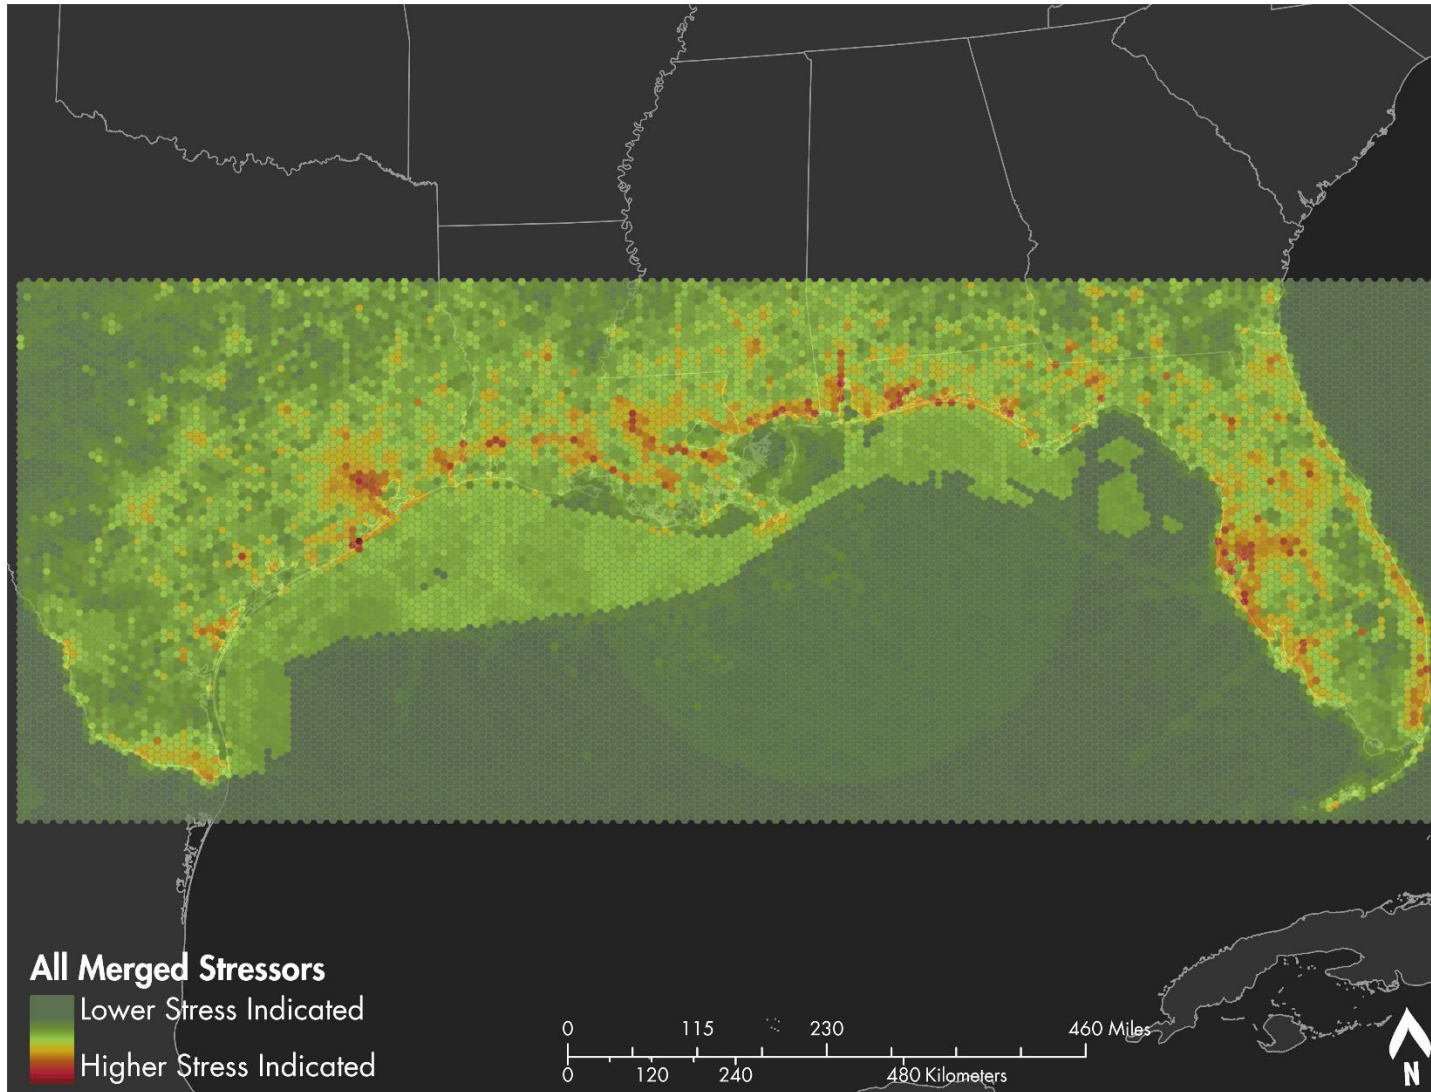 All Merged Stressors
Lower Stress Indicated
Higher Stress Indicated
0 115 230 460 Miles
0 120 240 480 Kilometers
N